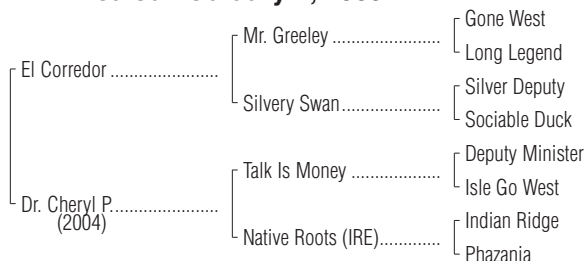 Gone West
Mr. Greeley
Long Legend
El Corredor
Silver Deputy
Silvery Swan
Sociable Duck
Deputy Minister
Talk Is Money
Isle Go West
Dr. Cheryl P.
(2004)
Indian Ridge
Native Roots (IRE)
Phazania